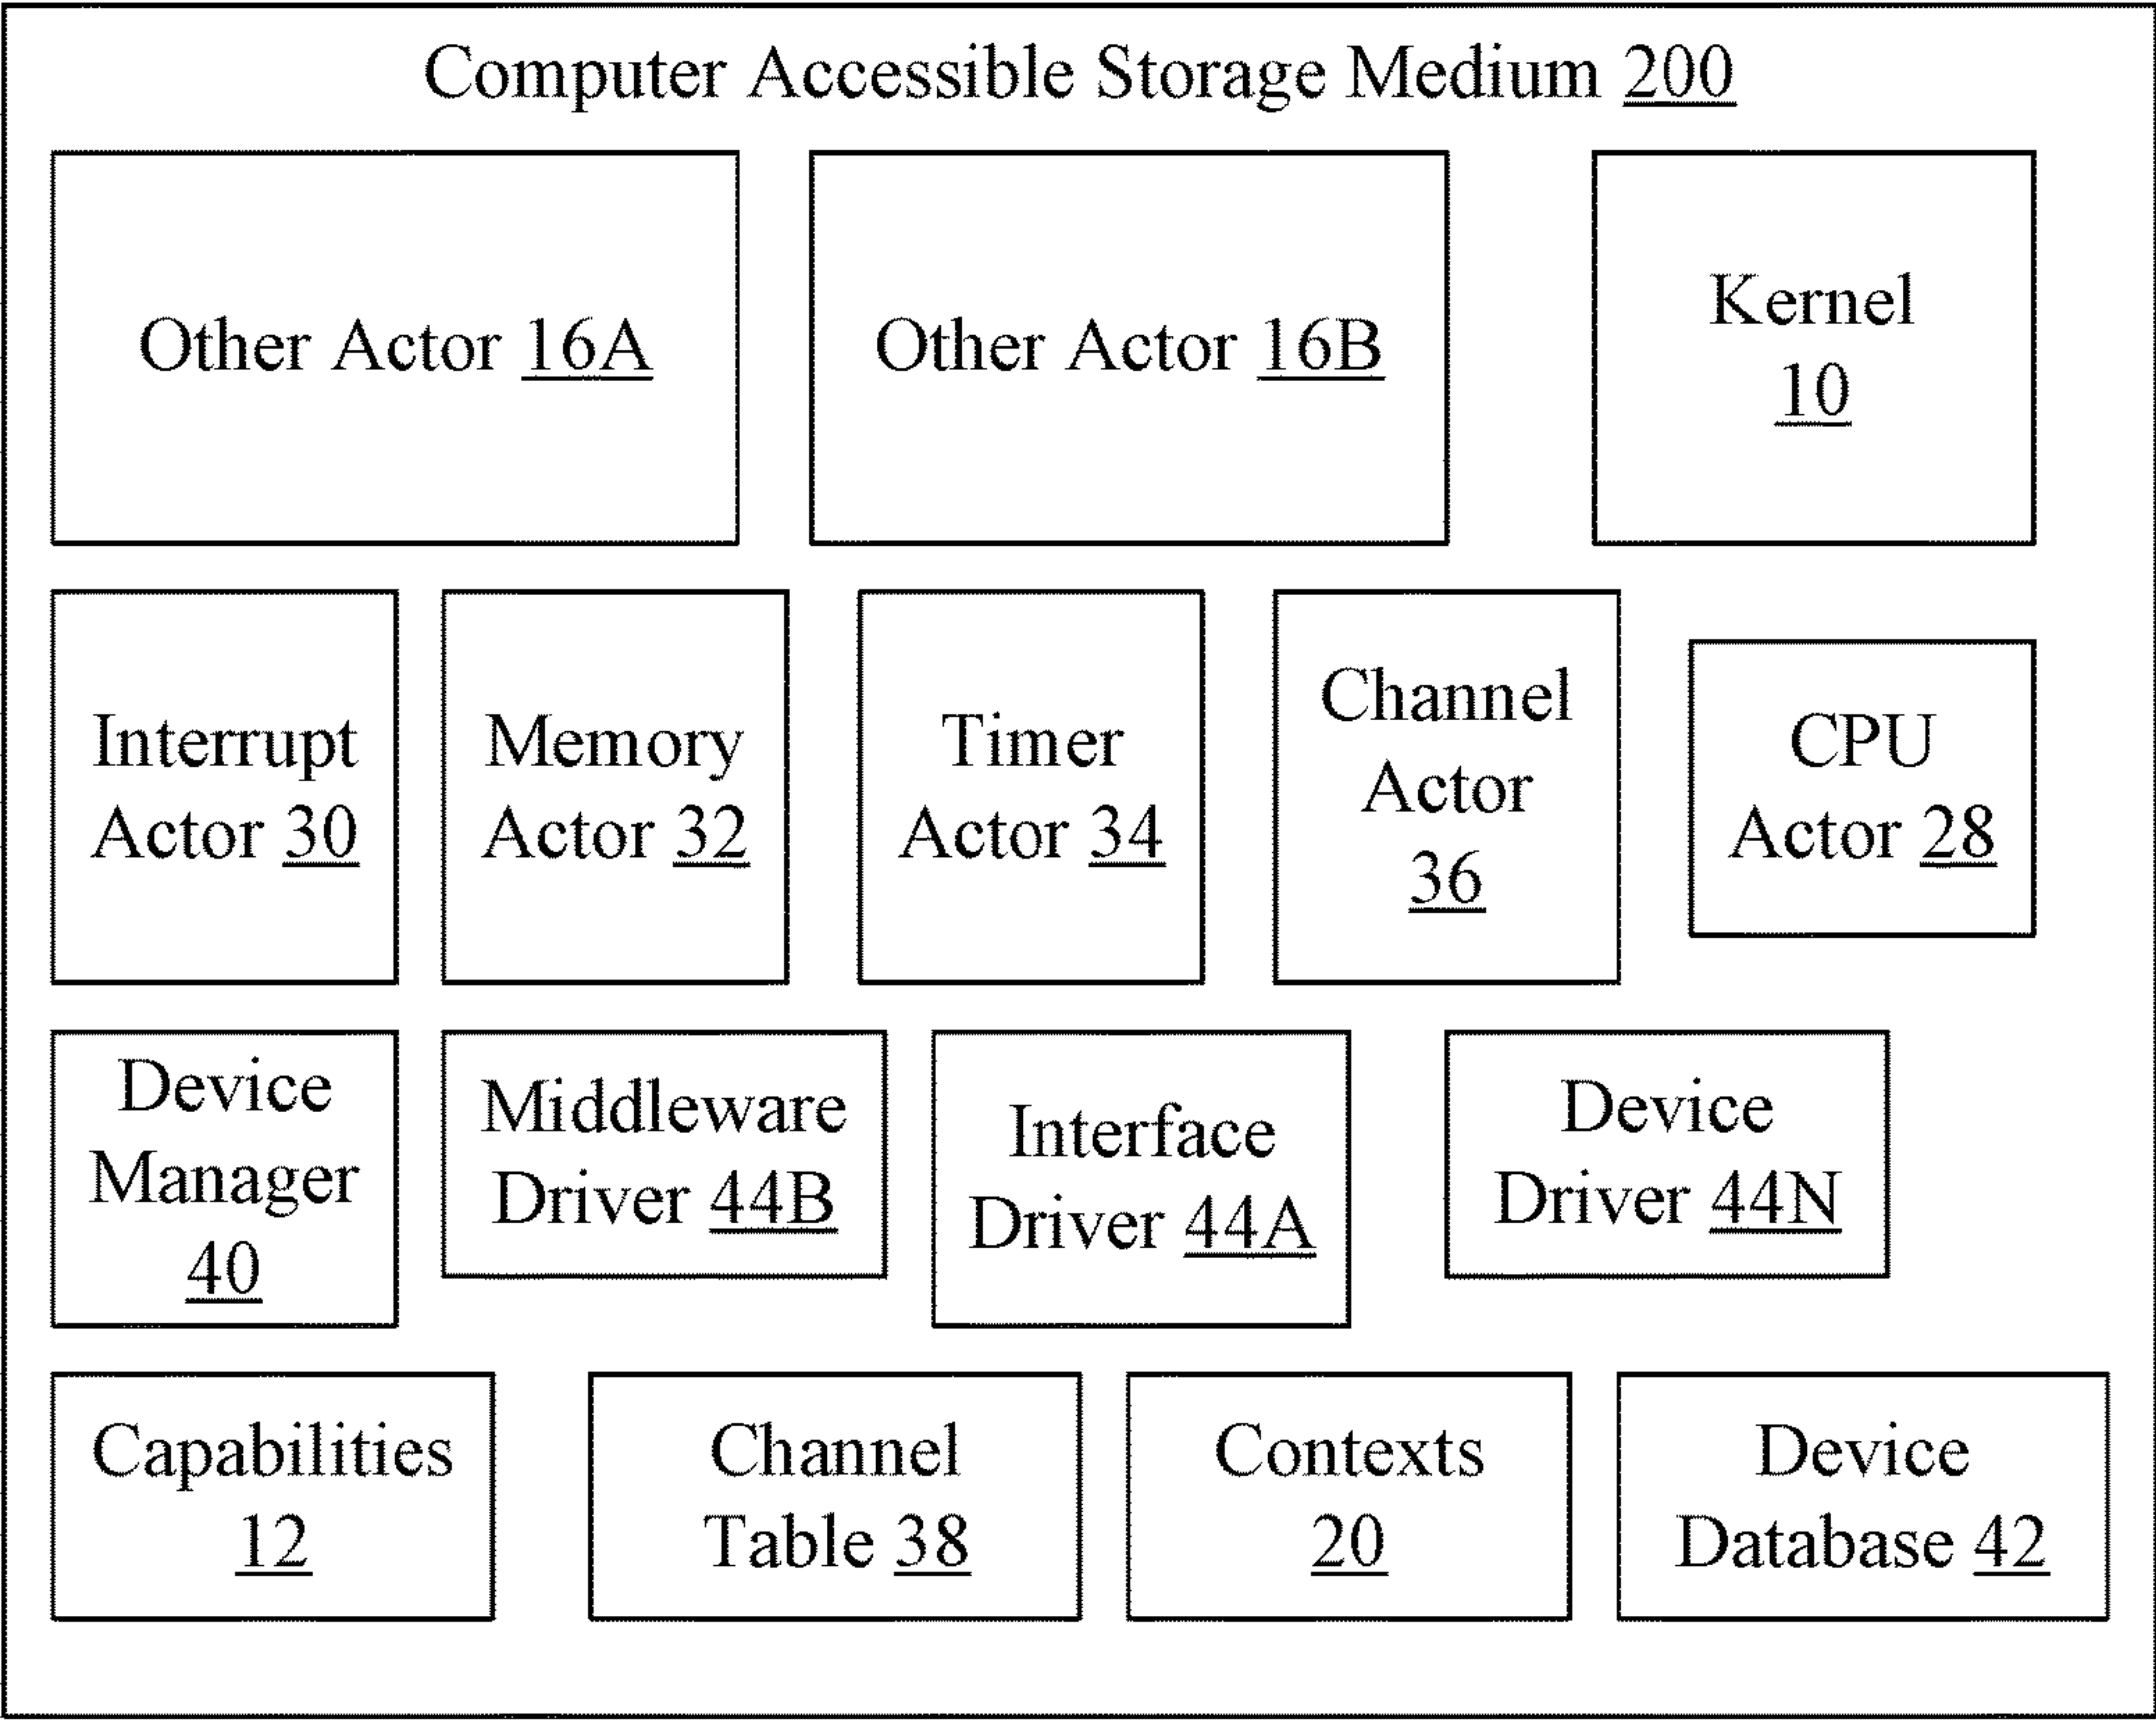 Computer Accessible Storage Medium 200
Other Actor 16A
Other Actor 16B
Kernel
10
Interrupt
Actor 30
Memory
Actor 32
Timer
Actor 34
Channel
Actor
36
CPU
Actor 28
Device
Manager
40
Middleware
Driver 44B
Interface
Driver 44A
Device
Driver 44N
Capabilities
12
Channel
Table 38
Contexts
20
Device
Database 42